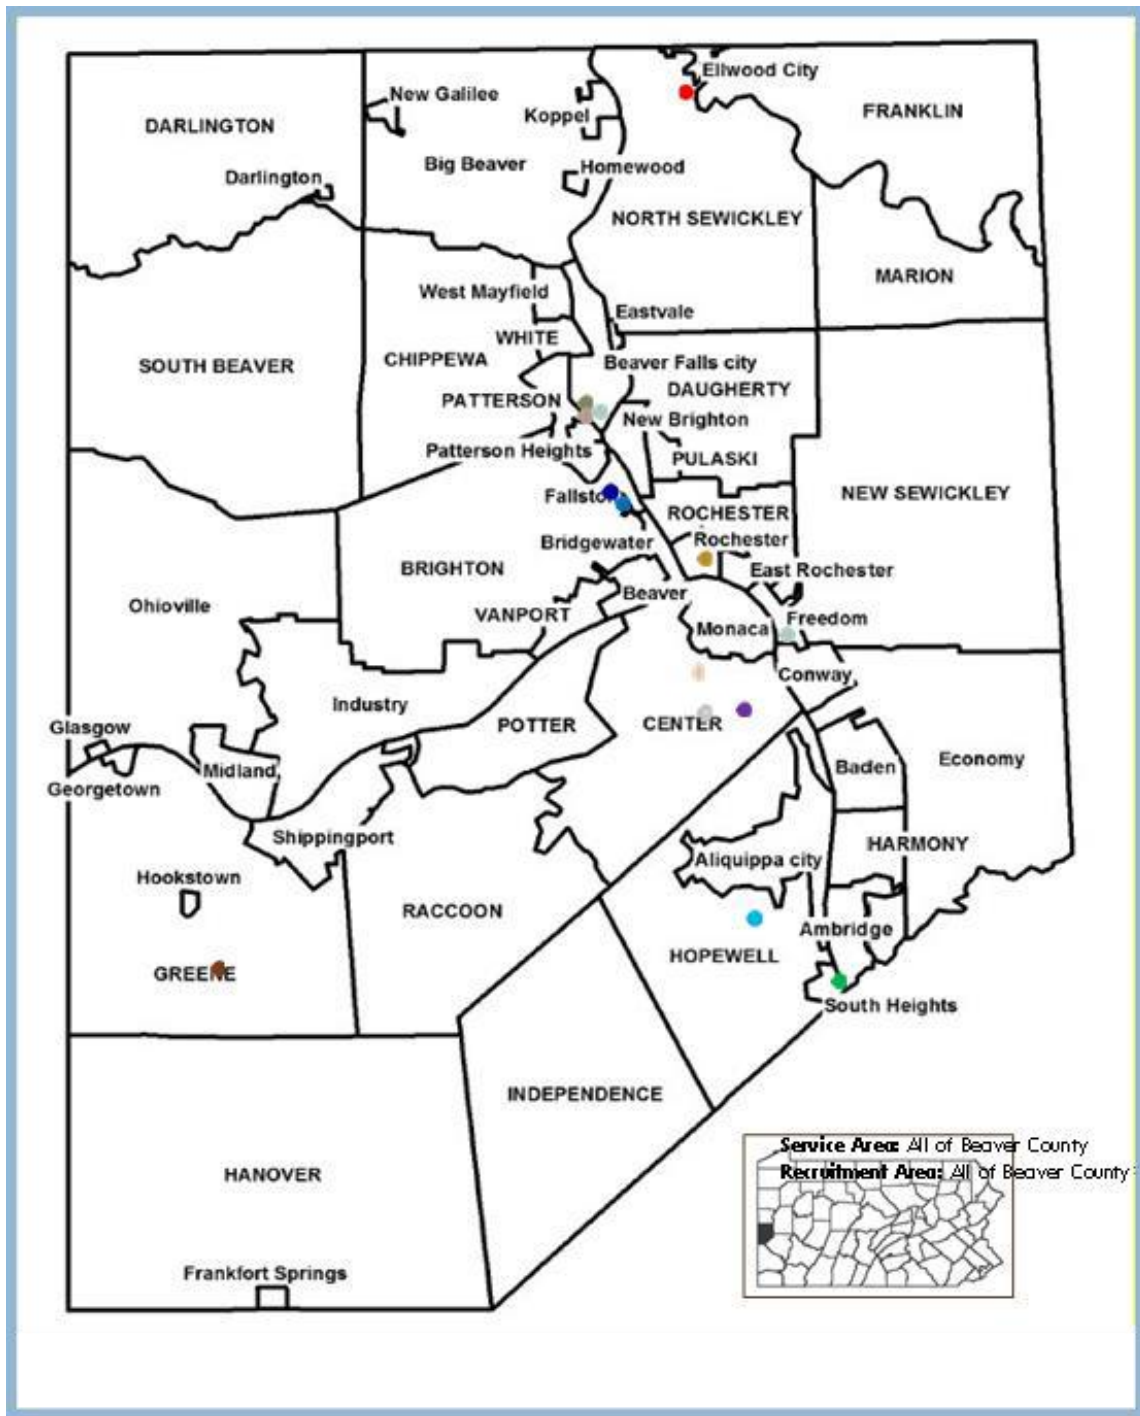 Ellwood City
New Galilee
FRANKLIN
Koppel
DARLINGTON
Big Beaver
Homewood
Darlington
NORTH SEWICKLEY
MARION
West Mayfield
Eastvale
WHITE
CHIPPEWA
Beaver Falls city
SOUTH BEAVER
DAUGHERTY
PATTERSON
New Brighton
Patterson Heights
PULASKI
NEW SEWICKLEY
Fallston
ROCHESTER
Rochester
Bridgewater
BRIGHTON
East Rochester
Beaver
Ohioville
VANPORT
Freedom
Monaca
Conway
Industry
CENTER
POTTER
Glasgow
Economy
Baden
Midland
Georgetown
Shippingport
HARMONY
Aliquippa city
Hookstown
RACCOON
Ambridge
HOPEWELL
GREENE
South Heights
INDEPENDENCE
Service Area: All of Beaver County
Recruitment Area: All of Beaver County
HANOVER
Frankfort Springs